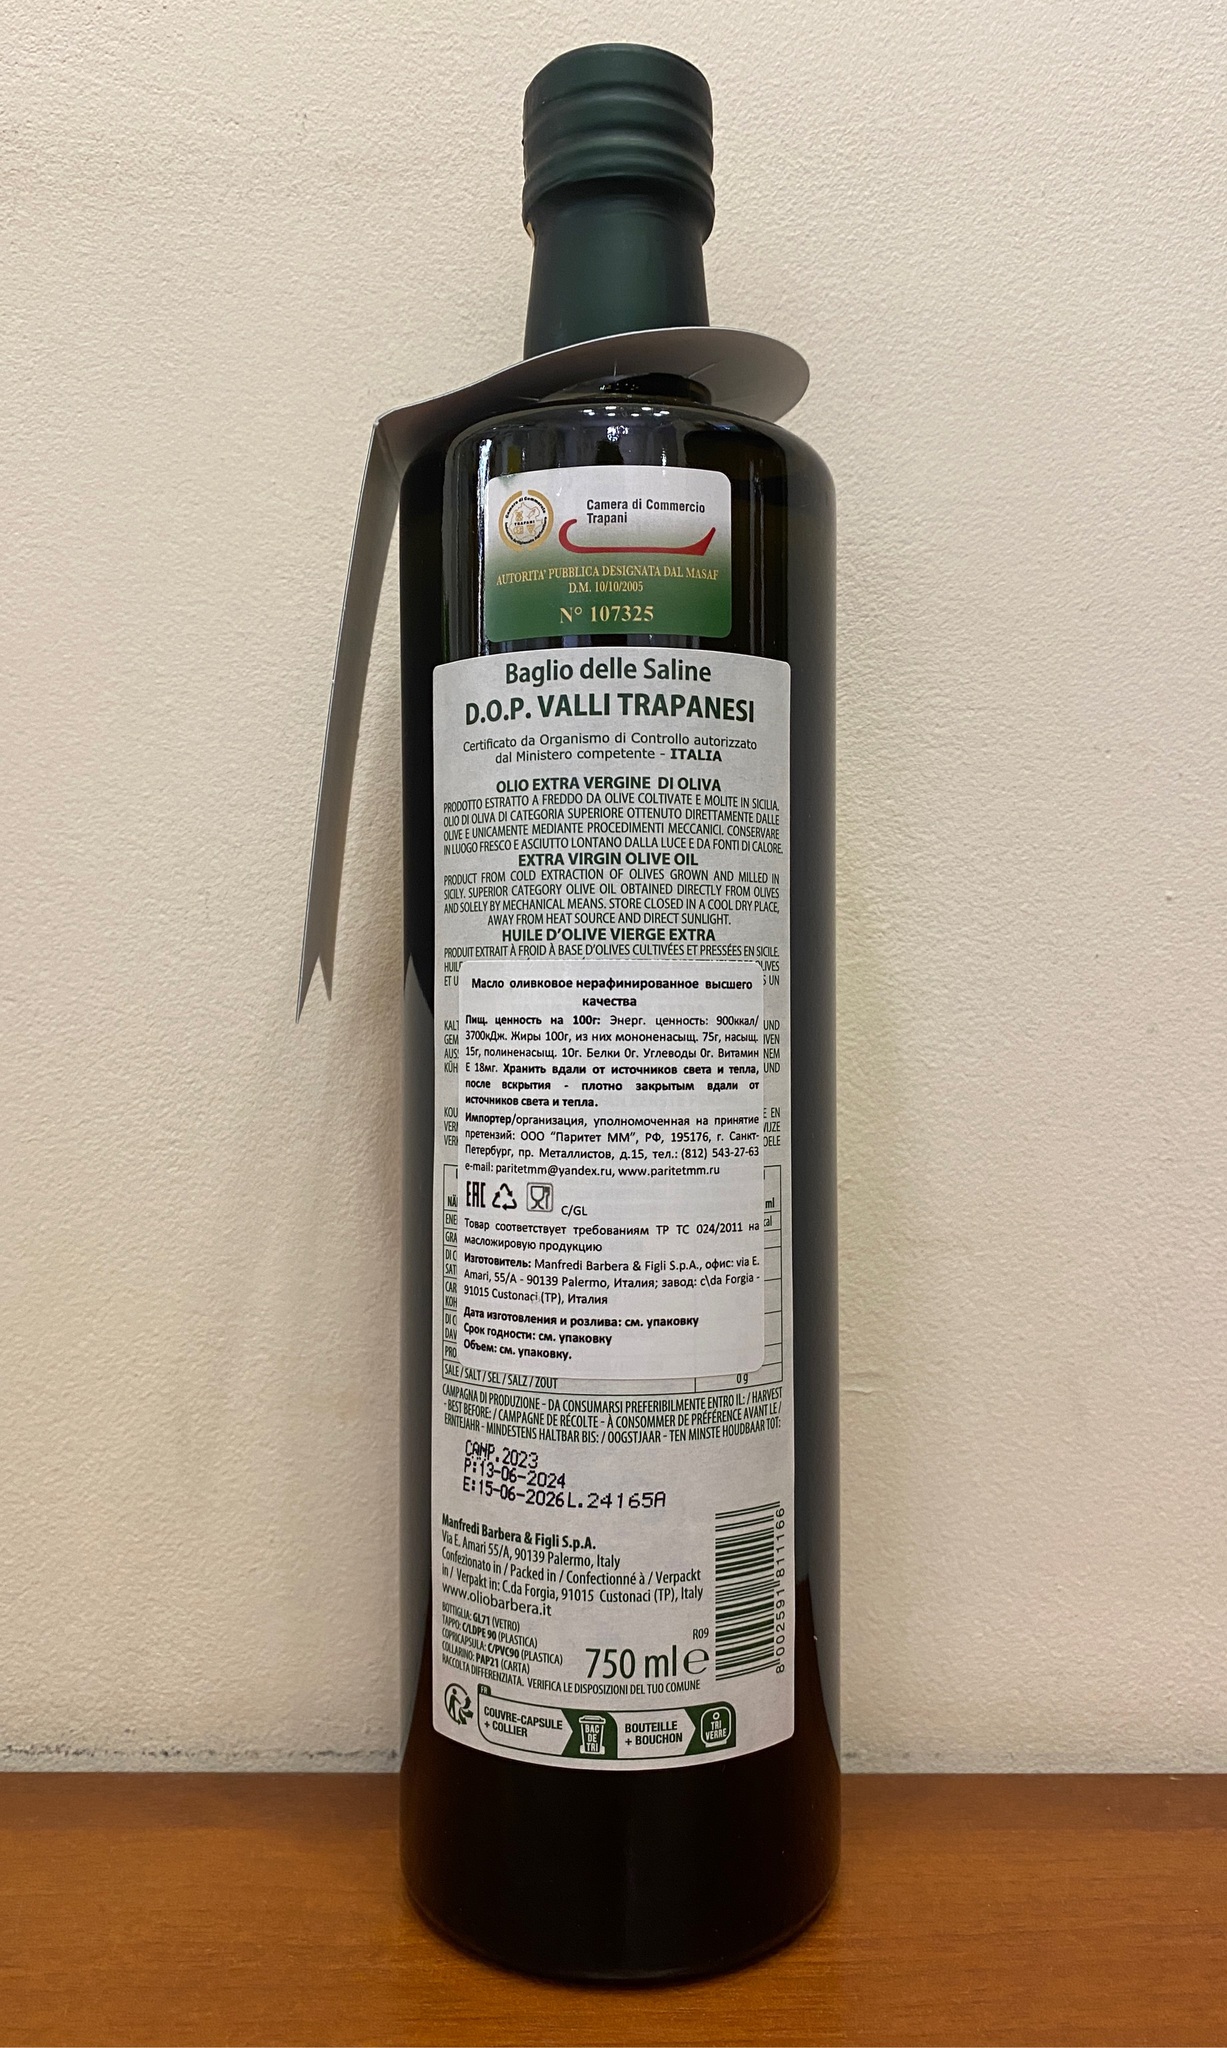 Camera di Commercio
Trapani
TRAPANI
AUTORITA' PUBBLICA DESIGNATA DAL MASAF
D.M. 10/10/2005
N° 107325
Baglio delle Saline
D.O.P. VALLI TRAPANESI
Certificato da Organismo di Controllo autorizzato
dal Ministero competente - ITALIA
OLIO EXTRA VERGINE DI OLIVA
PRODOTTO ESTRATTO A FREDDO DA OLIVE COLTIVATE E MOLITE IN SICILIA.
OLIO DI OLIVA DI CATEGORIA SUPERIORE OTTENUTO DIRETTAMENTE DALLE
OLIVE E UNICAMENTE MEDIANTE PROCEDIMENTI MECCANICI. CONSERVARE
IN LUOGO FRESCO E ASCIUTTO LONTANO DALLA LUCE E DA FONTI DI CALORE.
EXTRA VIRGIN OLIVE OIL
PRODUCT FROM COLD EXTRACTION OF OLIVES GROWN AND MILLED IN
SICILY. SUPERIOR CATEGORY OLIVE OIL OBTAINED DIRECTLY FROM OLIVES
AND SOLELY BY MECHANICAL MEANS. STORE CLOSED IN A COOL DRY PLACE,
AWAY FROM HEAT SOURCE AND DIRECT SUNLIGHT.
HUILE D'OLIVE VIERGE EXTRA
PRODUIT EXTRAIT À FROID À BASE D'OLIVES CULTIVÉES ET PRESSÉES EN SICILE.
Масло оливковое нерафинированное высшего
качества
Пищ. ценность на 100г: Энерг. ценность: 900ккал/
3700кДж. Жиры 100г, из них мононенасыщ. 75г, насыщ.
15г, полиненасыщ. 10г. Белки 0г. Углеводы 0г. Витамин
Е 18мг. Хранить вдали от источников света и тепла,
после вскрытия - плотно закрытым вдали от
источников света и тепла.
Импортер/организация, уполномоченная на принятие
претензий: ООО "Паритет ММ", РФ, 195176, г. Санкт-
Петербург, пр. Металлистов, д.15, тел.: (812) 543-27-63
e-mail: paritetmm@yandex.ru, www.paritetmm.ru
EAC C/GL
Товар соответствует требованиям ТР ТС 024/2011 на
масложировую продукцию
Изготовитель: Manfredi Barbera & Figli S.p.A., офис: via E.
Amari, 55/A - 90139 Palermo, Италия; завод: c\da Forgia -
91015 Custonaci (TP), Италия
Дата изготовления и розлива: см. упаковку
Срок годности: см. упаковку
Объем: см. упаковку.
SALE / SALT / SEL / SALZ / ZOUT 0 g
CAMPAGNA DI PRODUZIONE - DA CONSUMARSI PREFERIBILMENTE ENTRO IL: / HARVEST
- BEST BEFORE: / CAMPAGNE DE RÉCOLTE - À CONSOMMER DE PRÉFÉRENCE AVANT LE /
ERNTEJAHR - MINDESTENS HALTBAR BIS: / OOGSTJAAR - TEN MINSTE HOUDBAAR TOT:
CAMP.2023
P:13-06-2024
E:15-06-2026 L.24165A
Manfredi Barbera & Figli S.p.A.
Via E. Amari 55/A, 90139 Palermo, Italy
Confezionato in / Packed in / Confectionné à / Verpackt
in / Verpakt in: C.da Forgia, 91015 Custonaci (TP), Italy
www.oliobarbera.it
BOTTIGLIA: GL71 (VETRO)
TAPPO: C/LDPE 90 (PLASTICA)
COPRICAPSULA: C/PVC90 (PLASTICA)
COLLARINO: PAP21 (CARTA)
RACCOLTA DIFFERENZIATA. VERIFICA LE DISPOSIZIONI DEL TUO COMUNE
R09
750 ml e
8 002591 811166
FR
COUVRE-CAPSULE
+ COLLIER
BAC
DE
TRI
BOUTEILLE
+ BOUCHON
TRI
VERRE